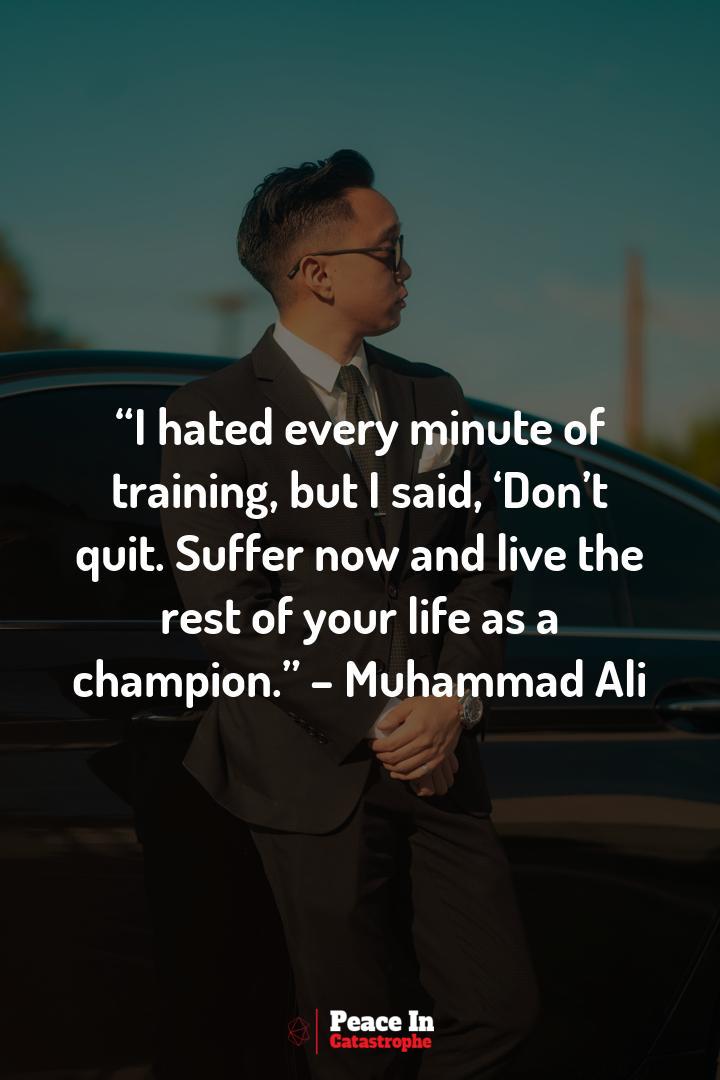 “I hated every minute of
training, but I said, ‘Don’t
quit. Suffer now and live the
rest of your life as a
champion.” – Muhammad Ali
Peace In
Catastrophe